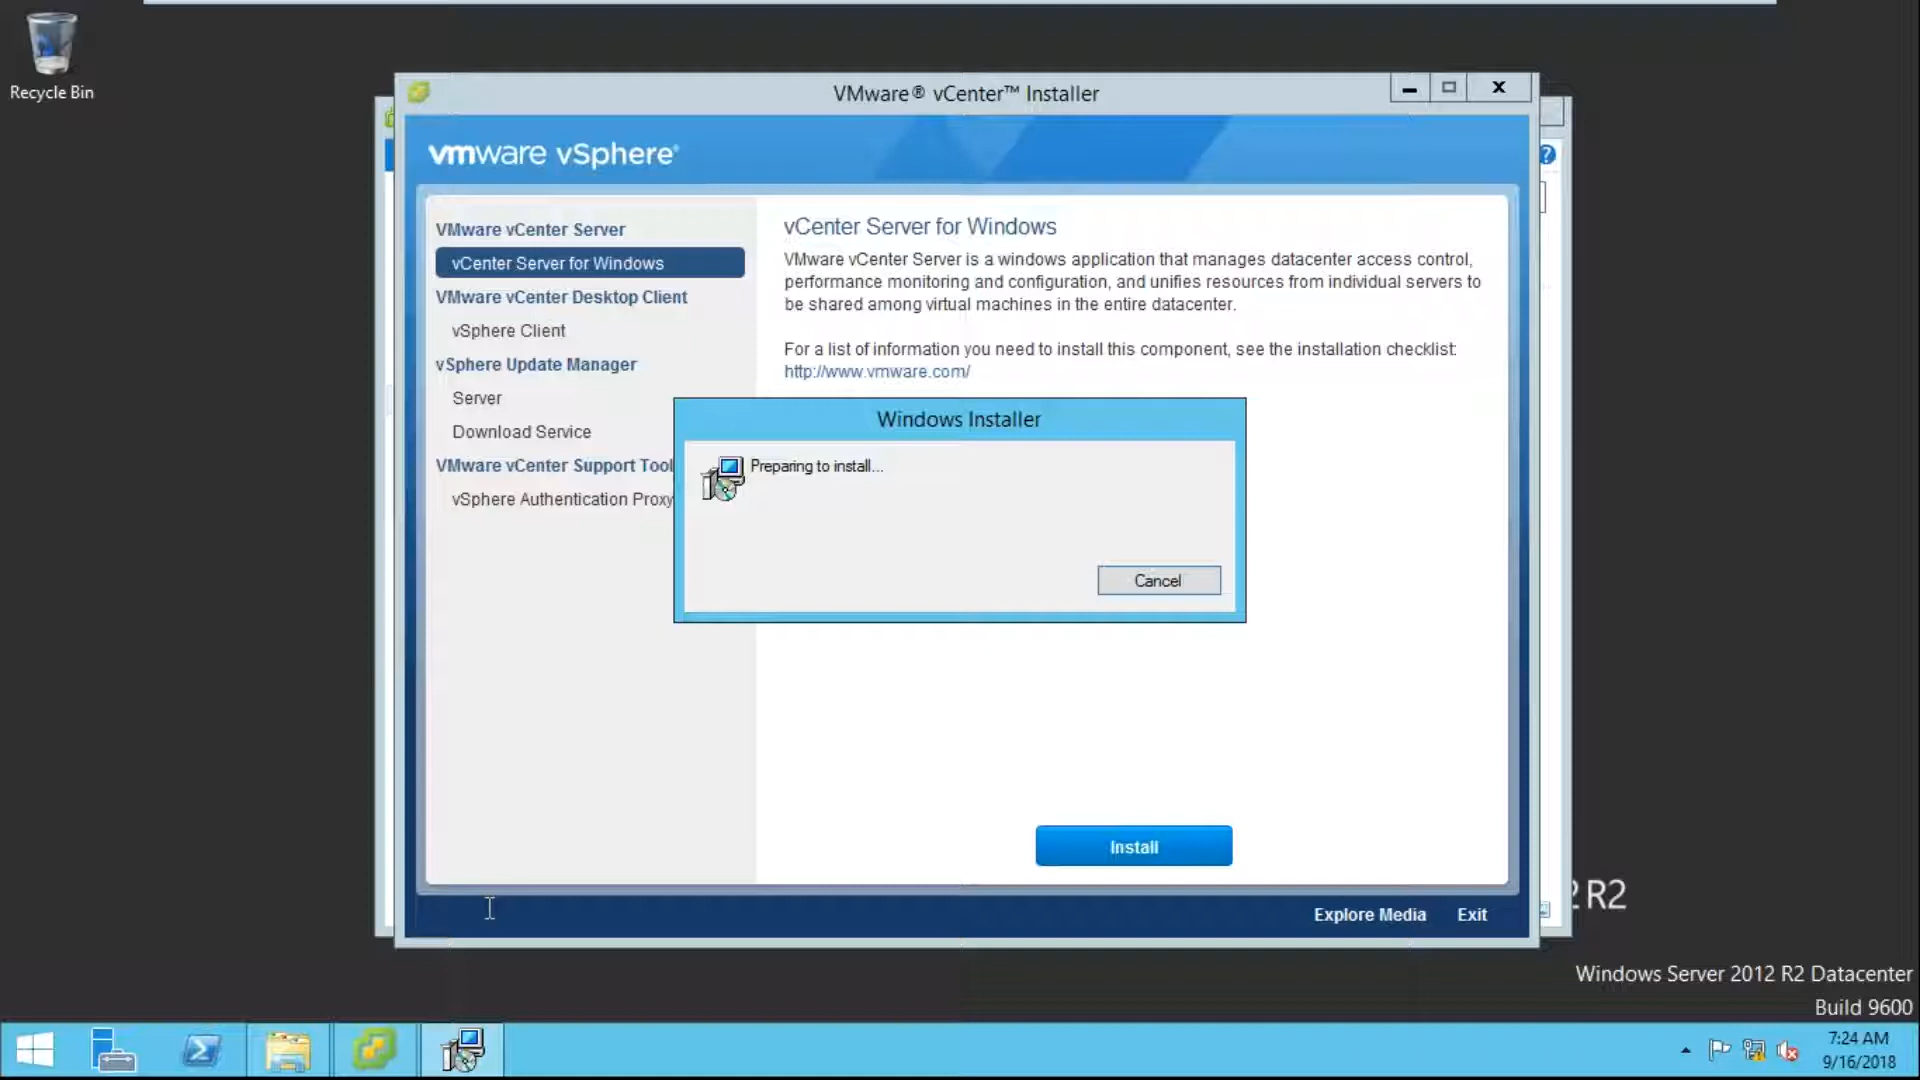 Recycle Bin
VMware® vCenter™ Installer
vmware vSphere®
VMware vCenter Server
vCenter Server for Windows
VMware vCenter Desktop Client
vSphere Client
vSphere Update Manager
Server
Download Service
VMware vCenter Support Tool
vSphere Authentication Proxy
vCenter Server for Windows
VMware vCenter Server is a windows application that manages datacenter access control,
performance monitoring and configuration, and unifies resources from individual servers to
be shared among virtual machines in the entire datacenter.
For a list of information you need to install this component, see the installation checklist:
http://www.vmware.com/
Windows Installer
Preparing to install...
Cancel
Install
Explore Media
Exit
2 R2
Windows Server 2012 R2 Datacenter
Build 9600
7:24 AM
9/16/2018